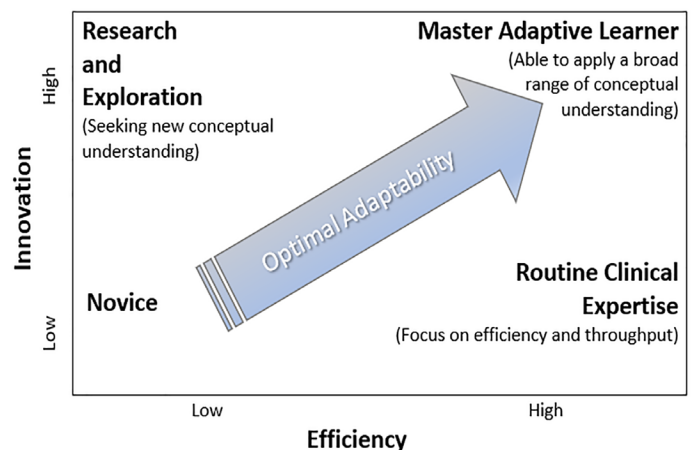 Research
and
Exploration
(Seeking new conceptual
understanding)
Master Adaptive Learner
(Able to apply a broad
range of conceptual
understanding)
High
Innovation
Optimal Adaptability
Novice
Routine Clinical
Expertise
(Focus on efficiency and throughput)
Low
Low
High
Efficiency